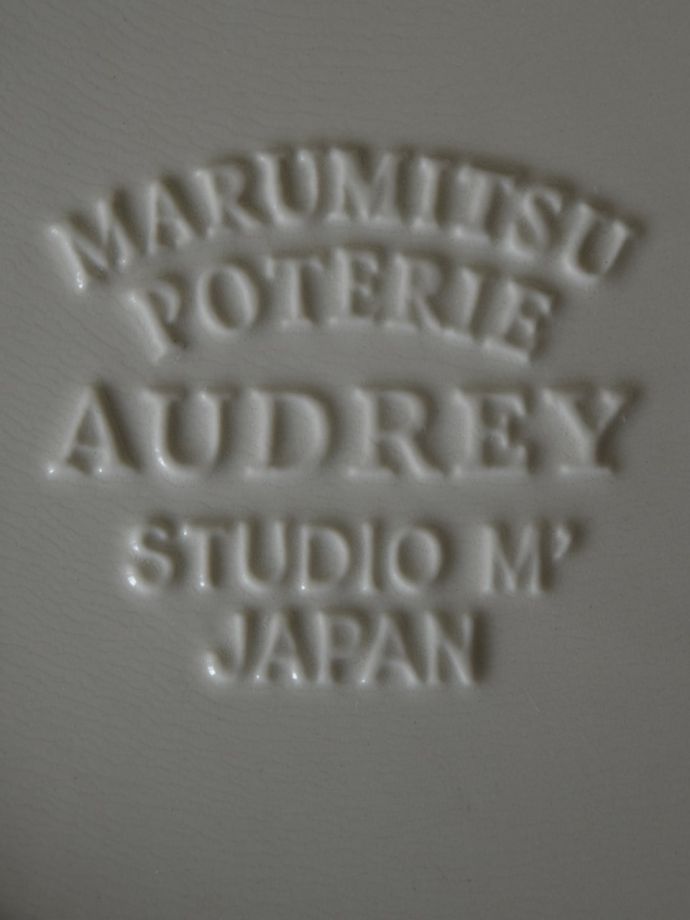 MARUMITSU
POTERIE
AUDREY
STUDIO M'
JAPAN